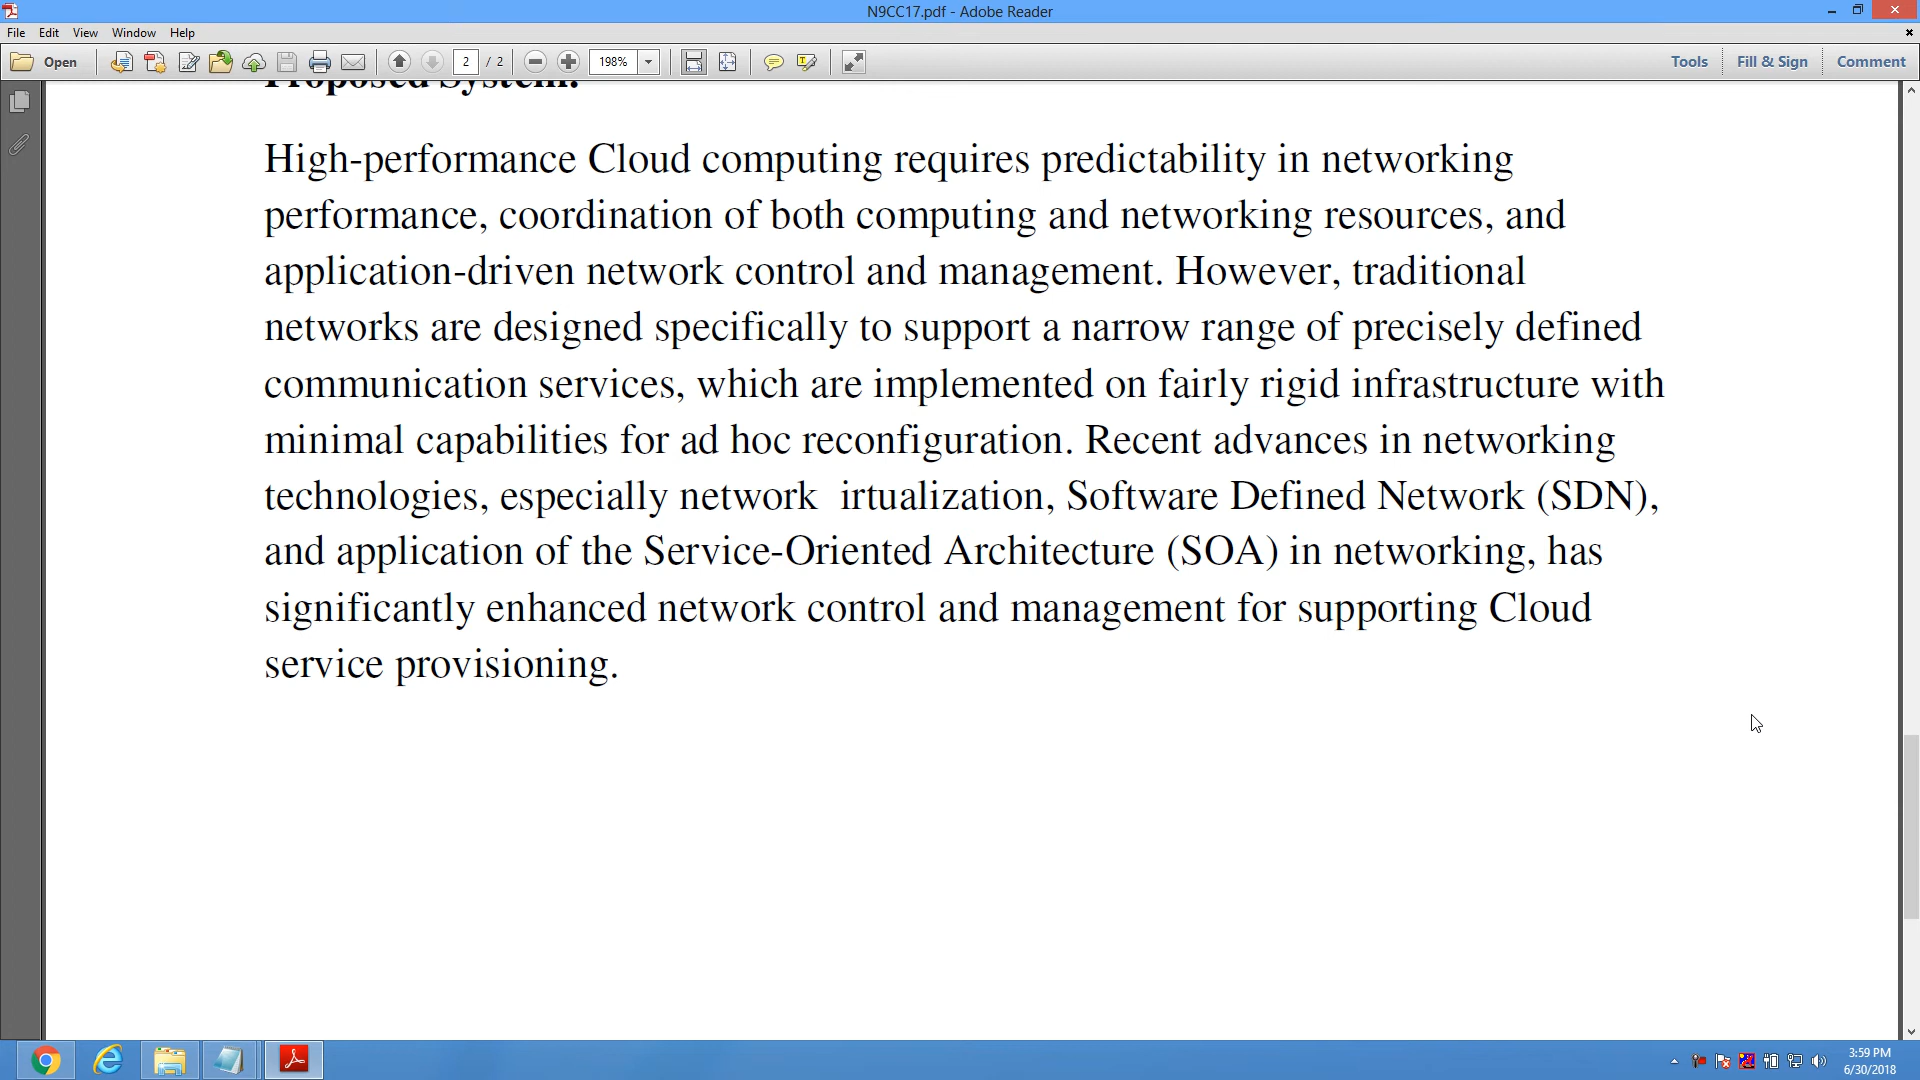 N9CC17.pdf - Adobe Reader
File Edit View Window Help
Open 2 / 2 198% Tools Fill & Sign Comment
Proposed System:
High-performance Cloud computing requires predictability in networking
performance, coordination of both computing and networking resources, and
application-driven network control and management. However, traditional
networks are designed specifically to support a narrow range of precisely defined
communication services, which are implemented on fairly rigid infrastructure with
minimal capabilities for ad hoc reconfiguration. Recent advances in networking
technologies, especially network  irtualization, Software Defined Network (SDN),
and application of the Service-Oriented Architecture (SOA) in networking, has
significantly enhanced network control and management for supporting Cloud
service provisioning.
3:59 PM
6/30/2018